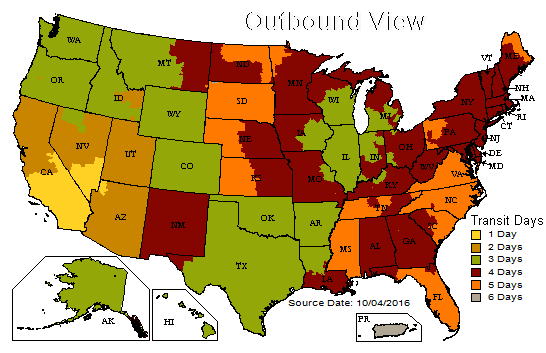 Outbound View
WA
OR
CA
NV
ID
MT
WY
UT
AZ
CO
NM
ND
SD
NE
KS
OK
TX
MN
IA
MO
AR
LA
WI
IL
MI
IN
OH
KY
TN
MS
AL
GA
FL
SC
NC
VA
WV
PA
NY
VT
ME
NH
MA
RI
CT
NJ
DE
MD
AK
HI
PR
Transit Days
1 Day
2 Days
3 Days
4 Days
5 Days
6 Days
Source Date: 10/04/2016